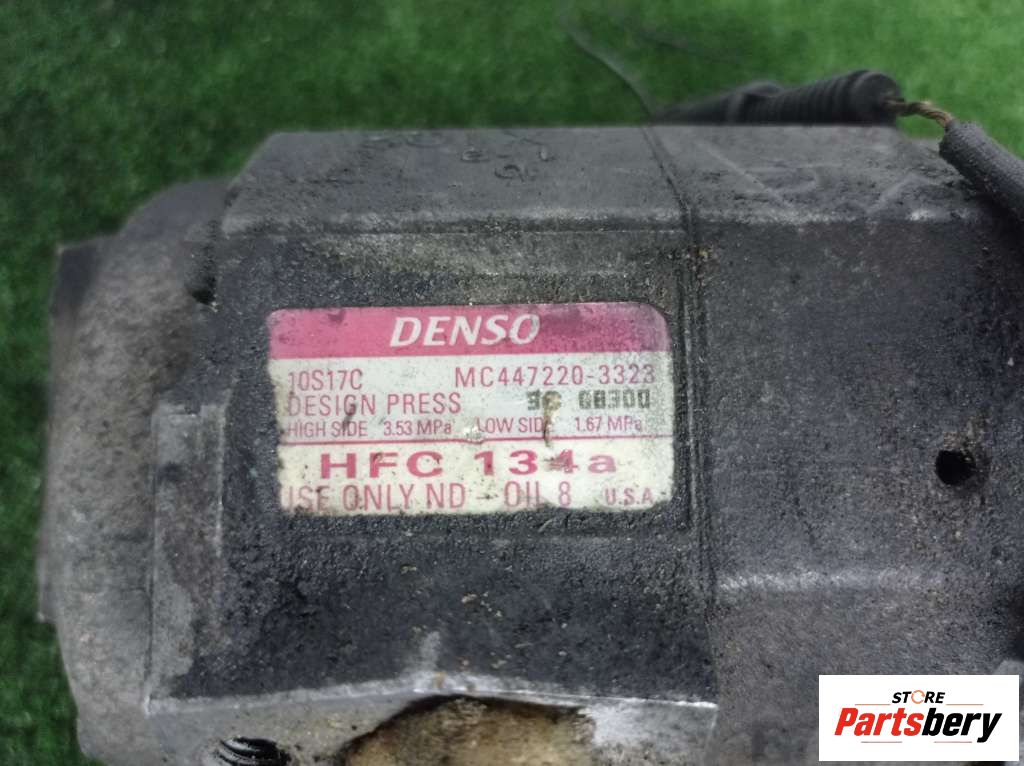 DENSO
10S17C MC447220-3323
DESIGN PRESS
HIGH SIDE 3.53 MPa LOW SIDE 1.67 MPa
HFC 134a
USE ONLY ND-OIL 8 U.S.A
STORE
Partsbery